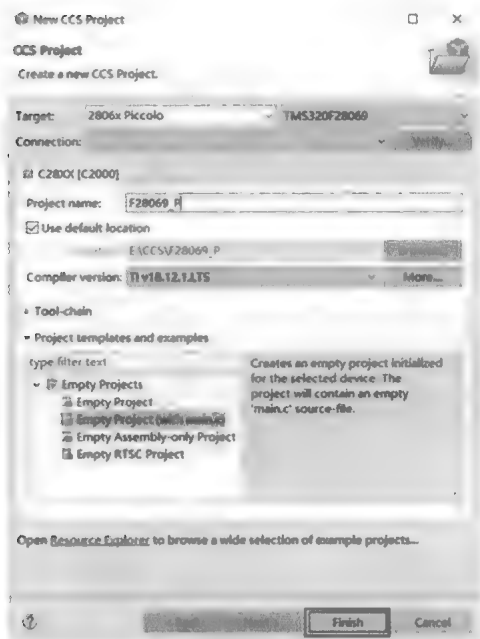 New CCS Project
CCS Project
Create a new CCS Project.
Target: 2806x Piccolo TMS320F28069
Connection: Verify...
C28XX [C2000]
Project name: F28069_P
Use default location
E:\CCS\F28069_P
Compiler version: TI v18.12.1.LTS More...
Tool-chain
Project templates and examples
type filter text
Empty Projects
Empty Project
Empty Project (with main.c)
Empty Assembly-only Project
Empty RTSC Project
Creates an empty project initialized
for the selected device. The
project will contain an empty
'main.c' source-file.
Open Resource Explorer to browse a wide selection of example projects...
Finish Cancel